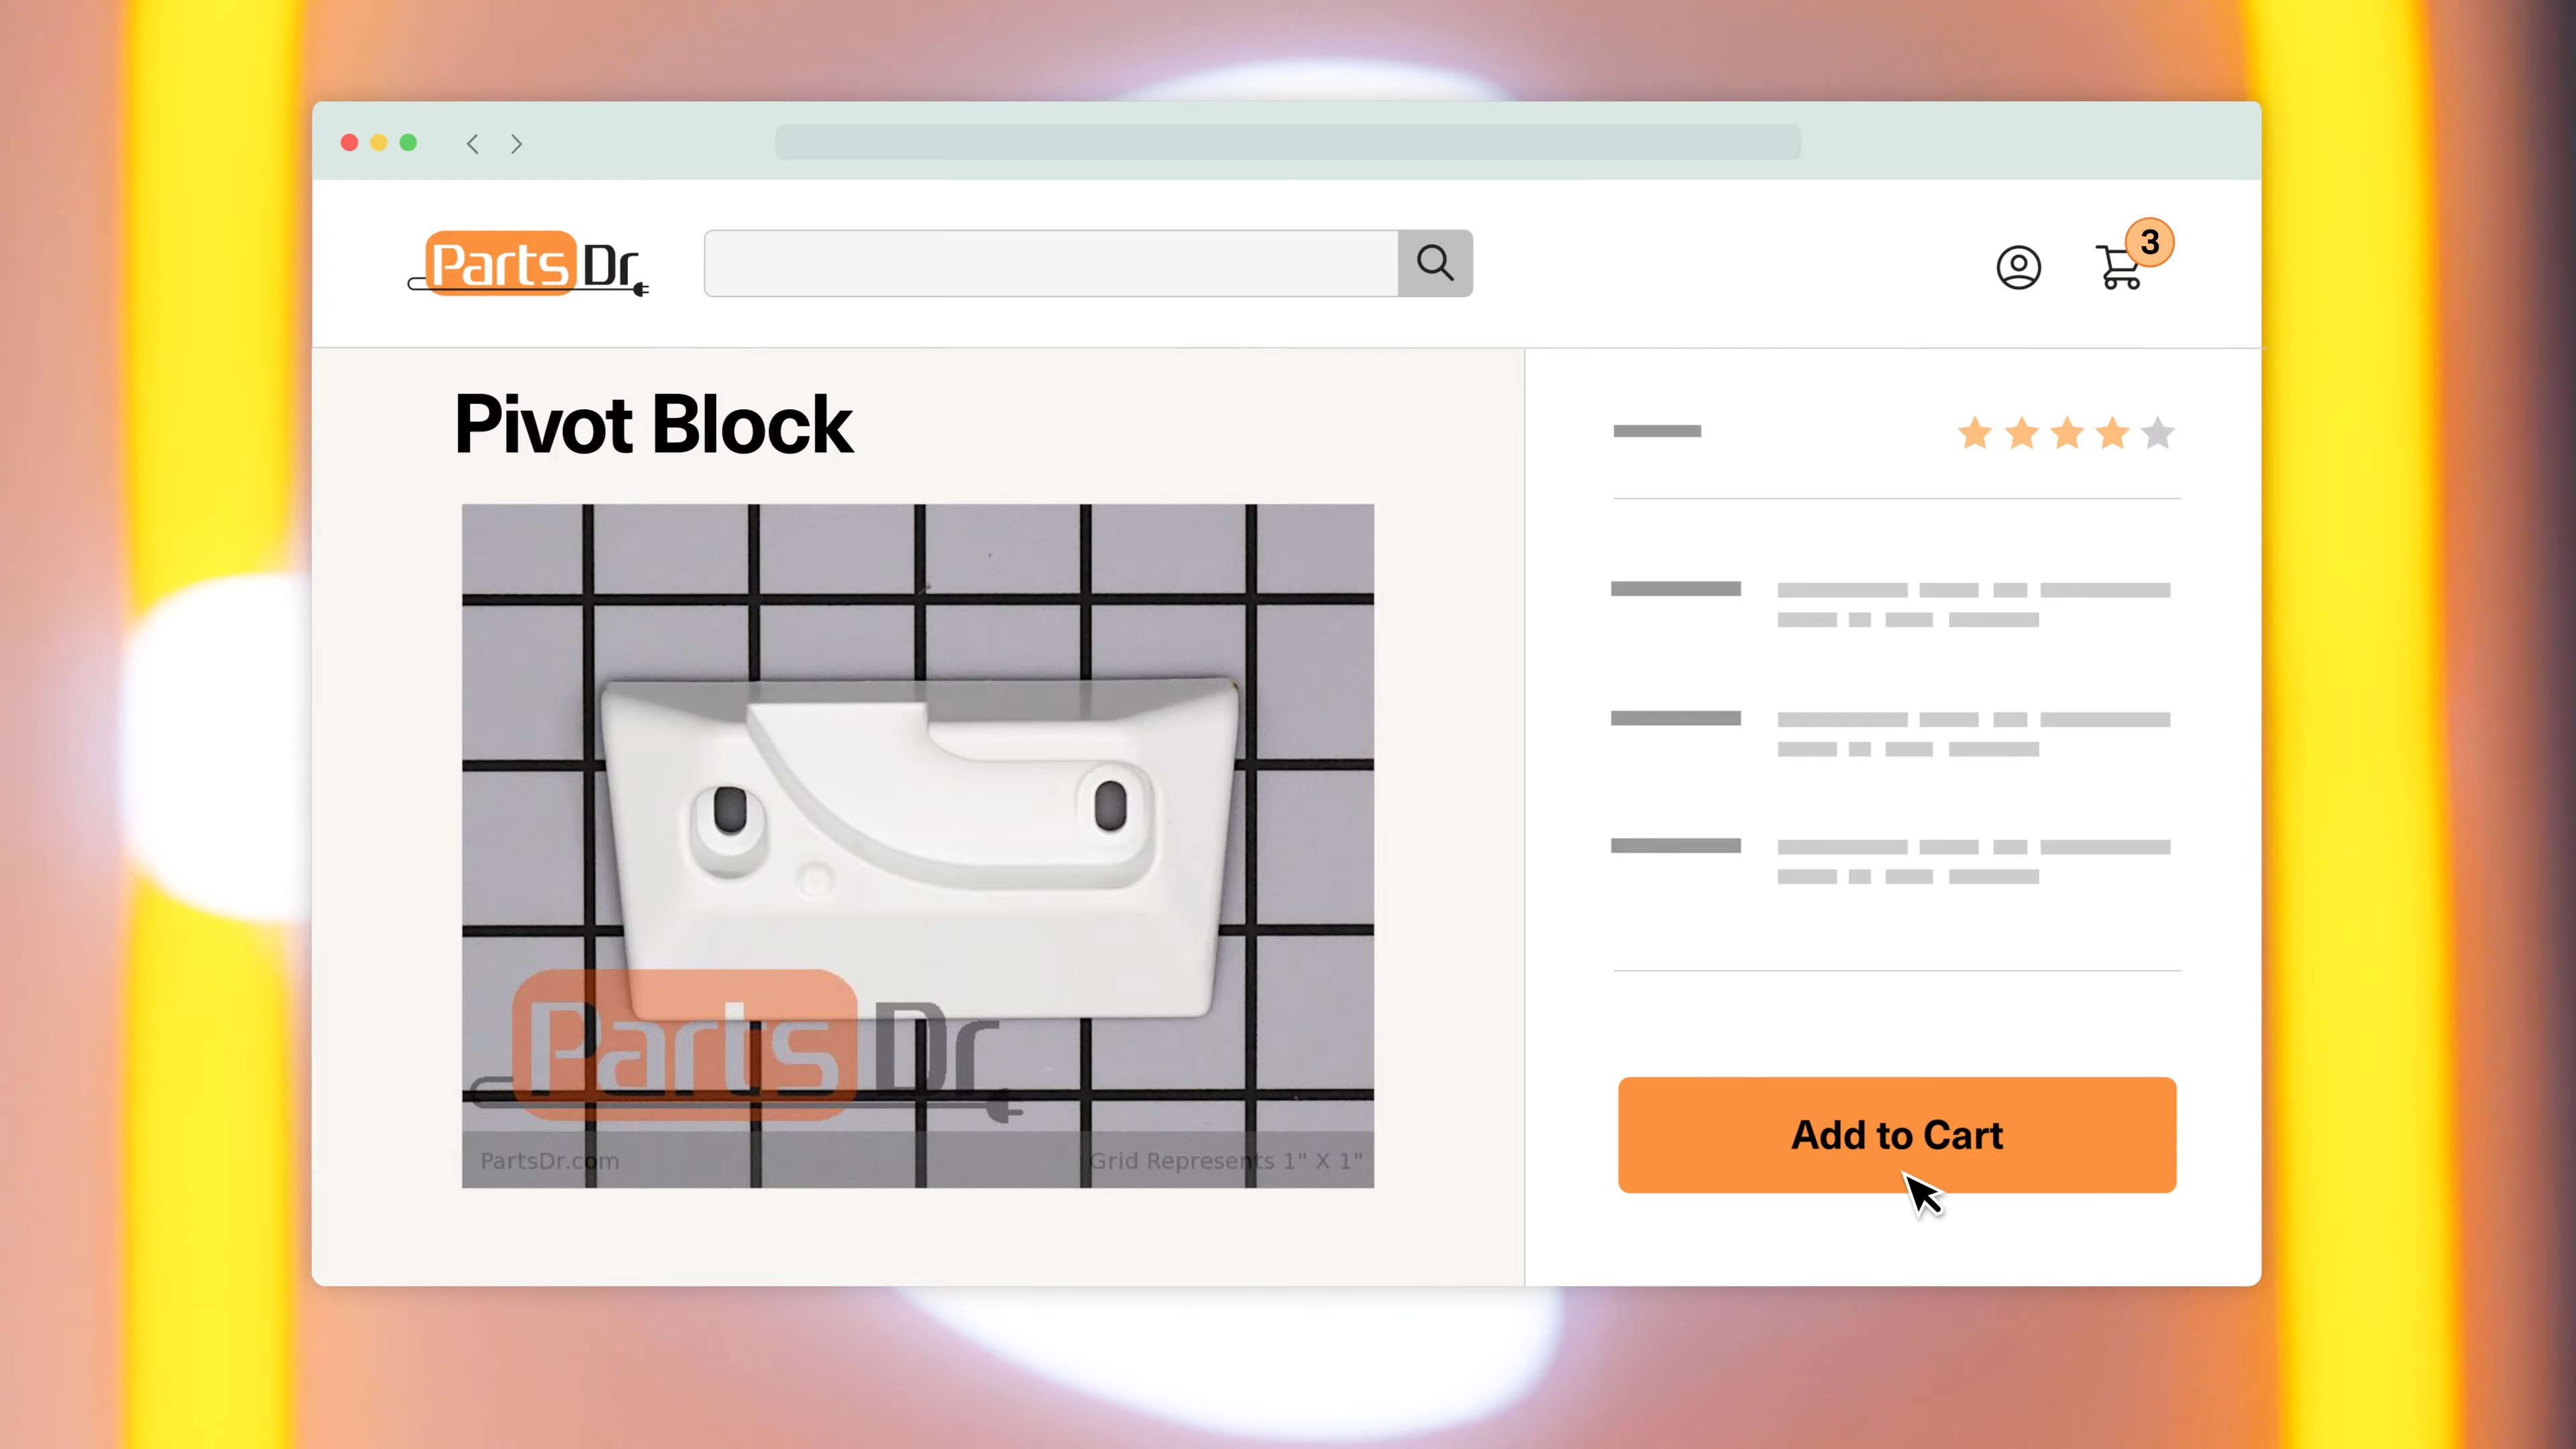 Parts Dr
3
Pivot Block
Parts Dr
PartsDr.com
Grid Represents 1" X 1"
Add to Cart